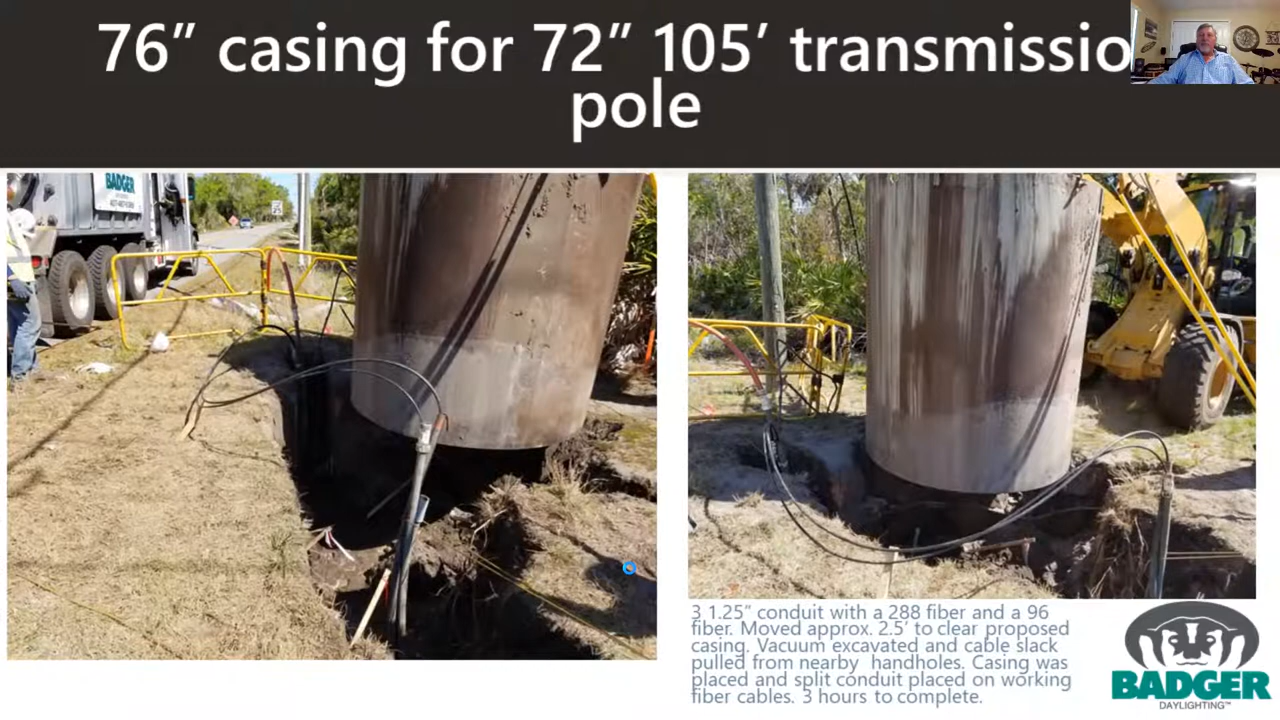 76” casing for 72” 105’ transmissio
pole
BADGER
3 1.25” conduit with a 288 fiber and a 96
fiber. Moved approx. 2.5’ to clear proposed
casing. Vacuum excavated and cable slack
pulled from nearby handholes. Casing was
placed and split conduit placed on working
fiber cables. 3 hours to complete.
BADGER
DAYLIGHTING™